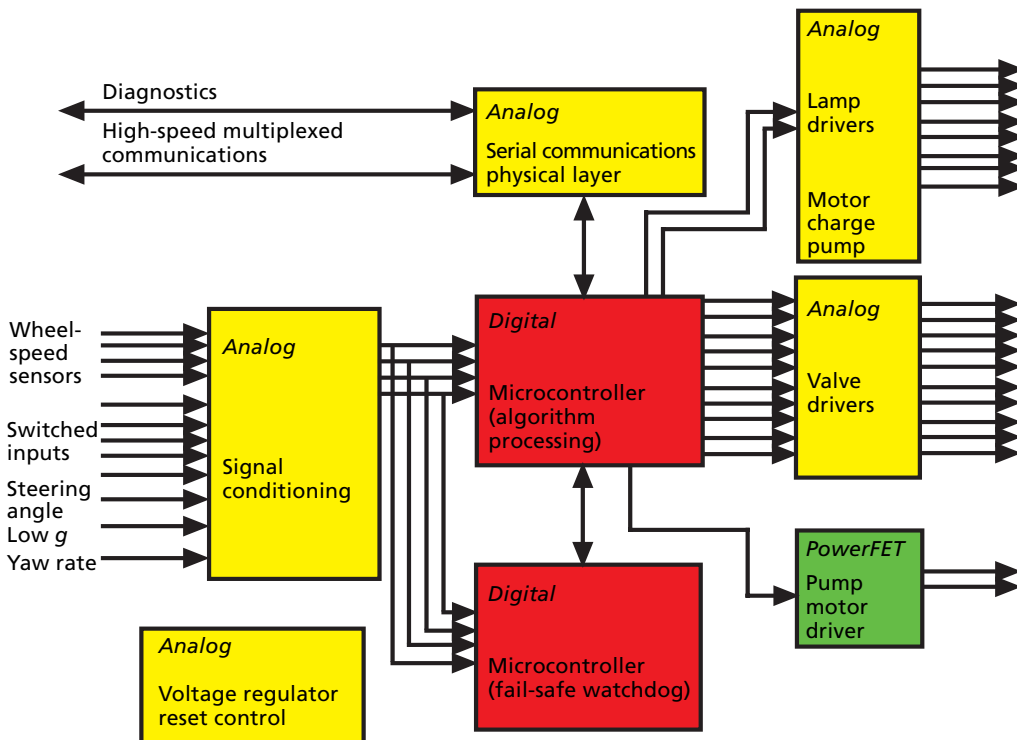 Diagnostics
High-speed multiplexed
communications
Analog
Serial communications
physical layer
Analog
Lamp
drivers
Motor
charge
pump
Wheel-
speed
sensors
Switched
inputs
Steering
angle
Low g
Yaw rate
Analog
Signal
conditioning
Digital
Microcontroller
(algorithm
processing)
Analog
Valve
drivers
Digital
Microcontroller
(fail-safe watchdog)
PowerFET
Pump
motor
driver
Analog
Voltage regulator
reset control